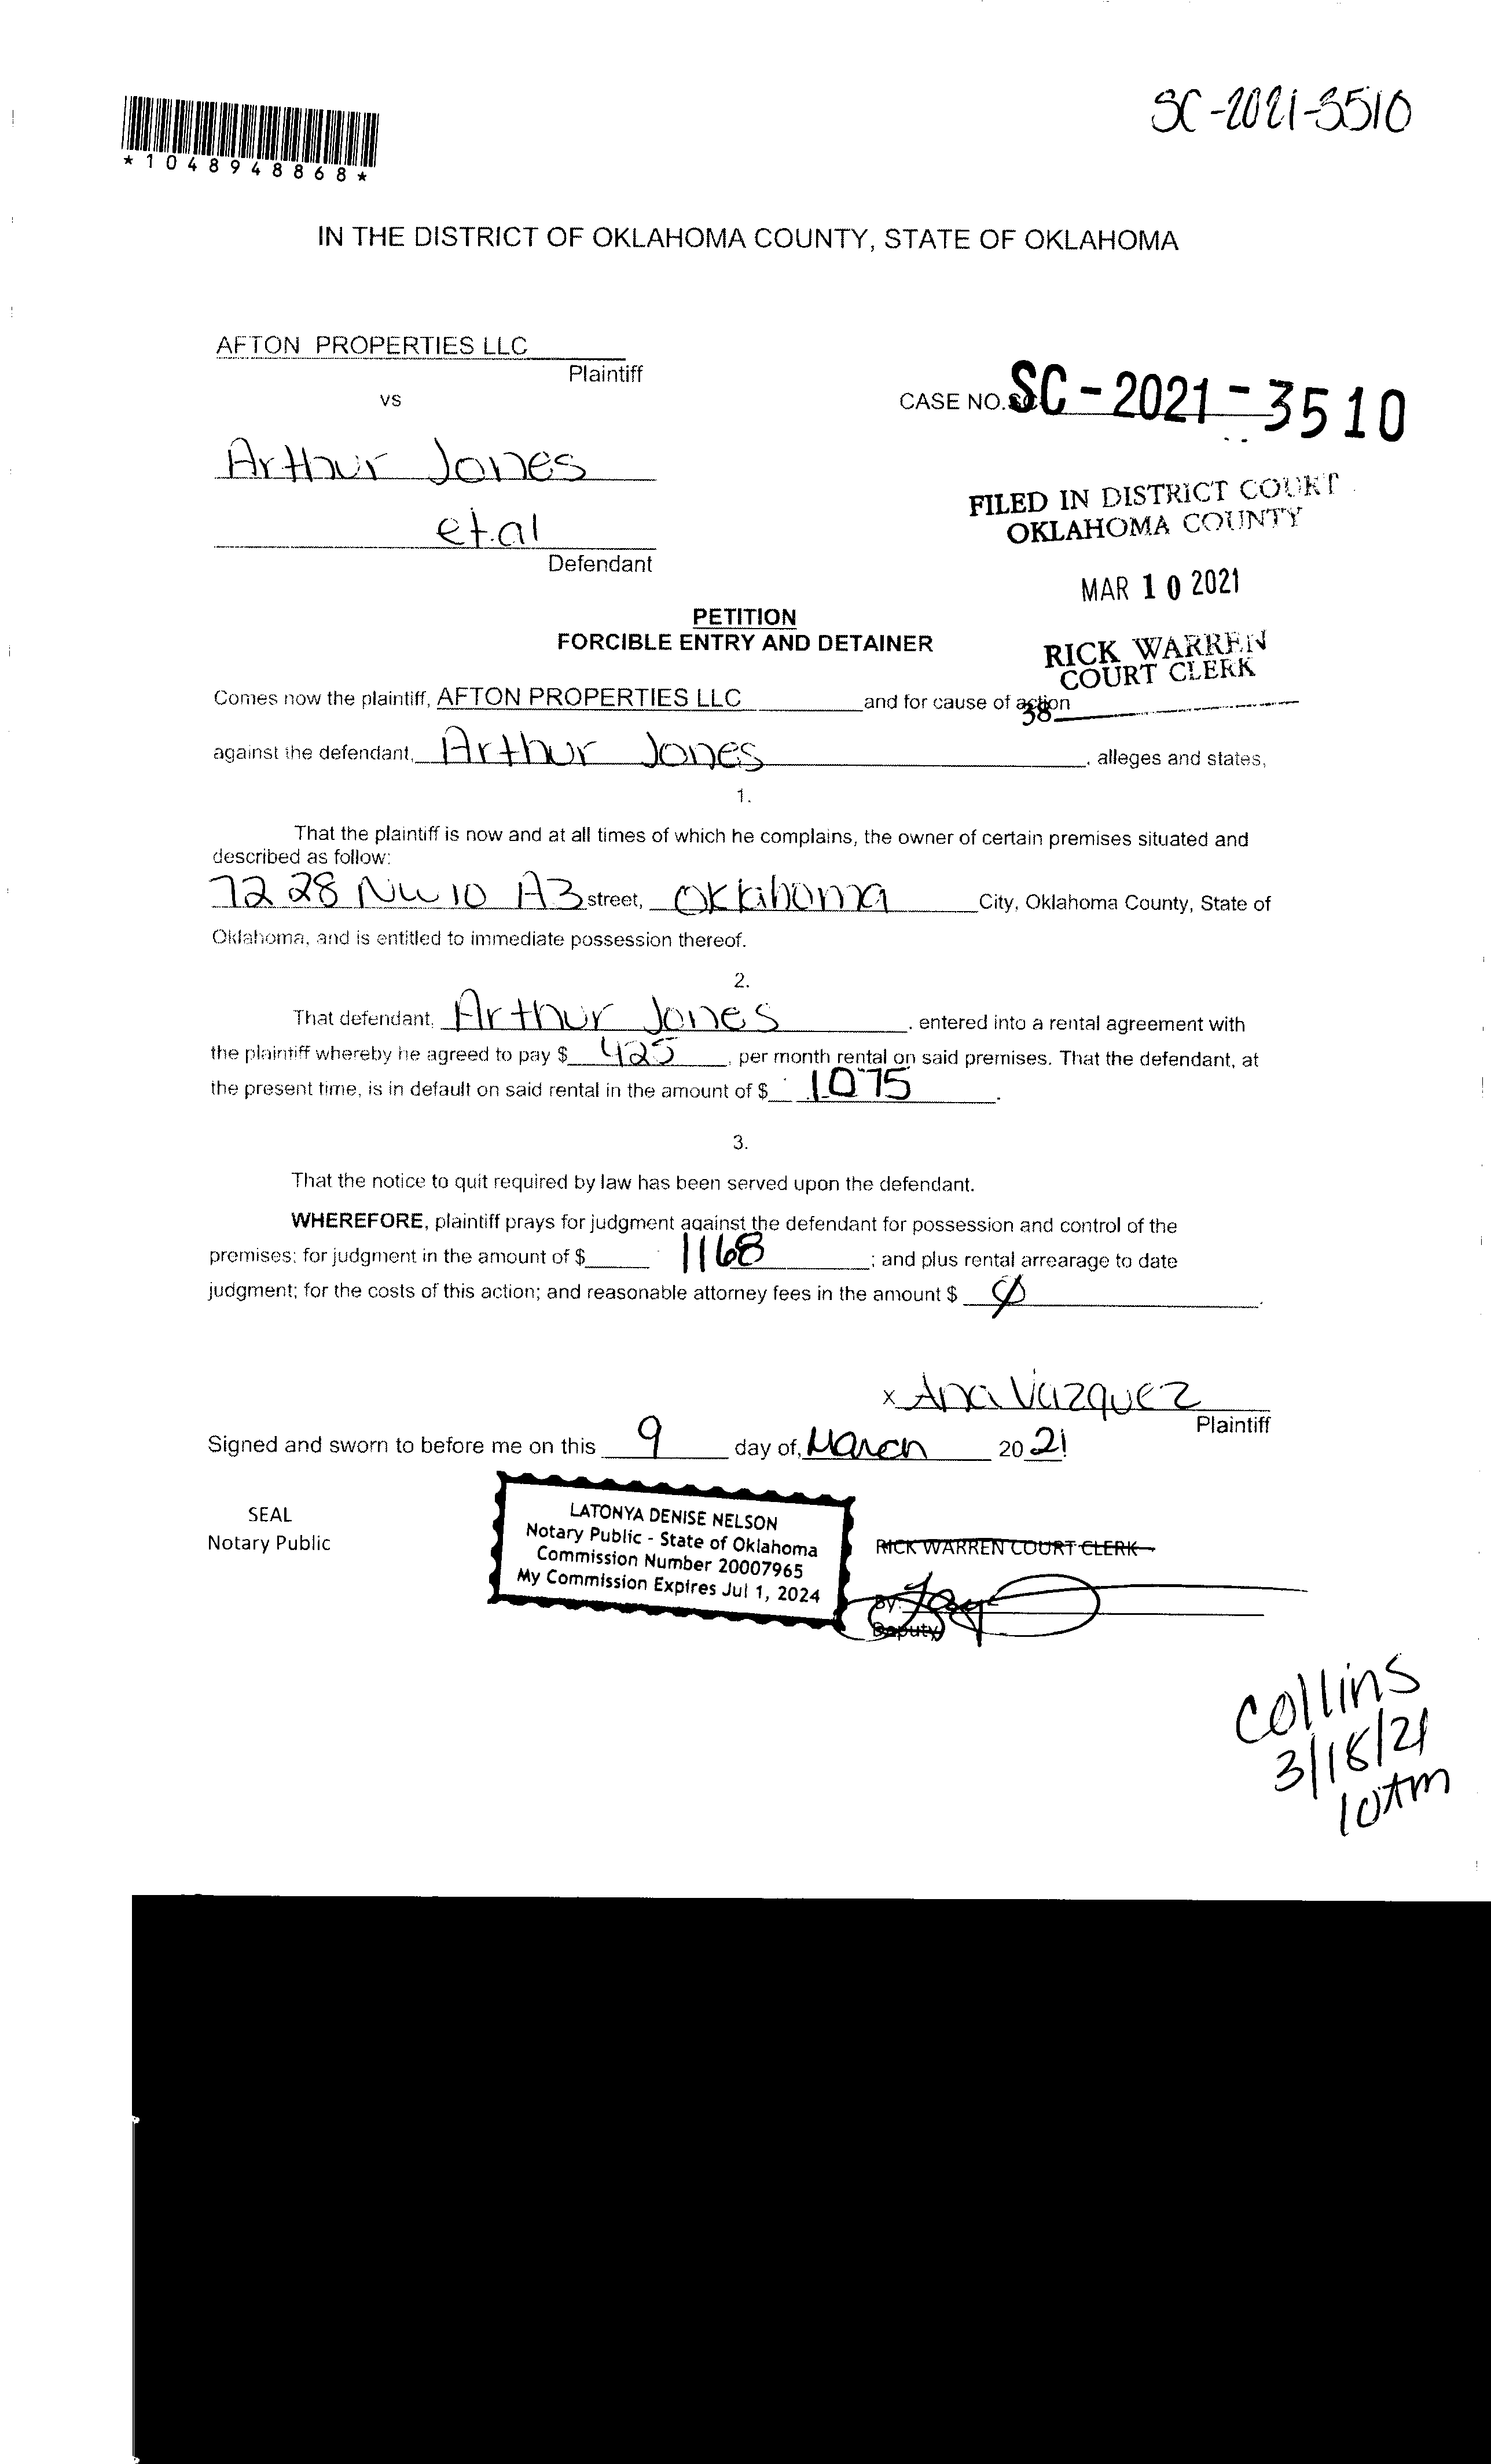 SC-2021-3510
*1048948868*
IN THE DISTRICT OF OKLAHOMA COUNTY, STATE OF OKLAHOMA
AFTON PROPERTIES LLC
Plaintiff
vs
CASE NO. SC-2021-3510
Arthur Jones
et.al
Defendant
FILED IN DISTRICT COURT
OKLAHOMA COUNTY
MAR 10 2021
RICK WARREN
COURT CLERK
38
PETITION
FORCIBLE ENTRY AND DETAINER
Comes now the plaintiff, AFTON PROPERTIES LLC and for cause of action
against the defendant, Arthur Jones, alleges and states,
1.
That the plaintiff is now and at all times of which he complains, the owner of certain premises situated and
described as follow:
7228 NW 10 A3 street, Oklahoma City, Oklahoma County, State of
Oklahoma, and is entitled to immediate possession thereof.
2.
That defendant, Arthur Jones, entered into a rental agreement with
the plaintiff whereby he agreed to pay $ 425, per month rental on said premises. That the defendant, at
the present time, is in default on said rental in the amount of $ 1075.
3.
That the notice to quit required by law has been served upon the defendant.
WHEREFORE, plaintiff prays for judgment against the defendant for possession and control of the
premises; for judgment in the amount of $ 1168; and plus rental arrearage to date
judgment; for the costs of this action; and reasonable attorney fees in the amount $ Ø.
x Ana Vazquez
Plaintiff
Signed and sworn to before me on this 9 day of, March 2021
SEAL
Notary Public
LATONYA DENISE NELSON
Notary Public - State of Oklahoma
Commission Number 20007965
My Commission Expires Jul 1, 2024
RICK WARREN COURT CLERK
By:
Deputy
Collins
3/18/21
10AM